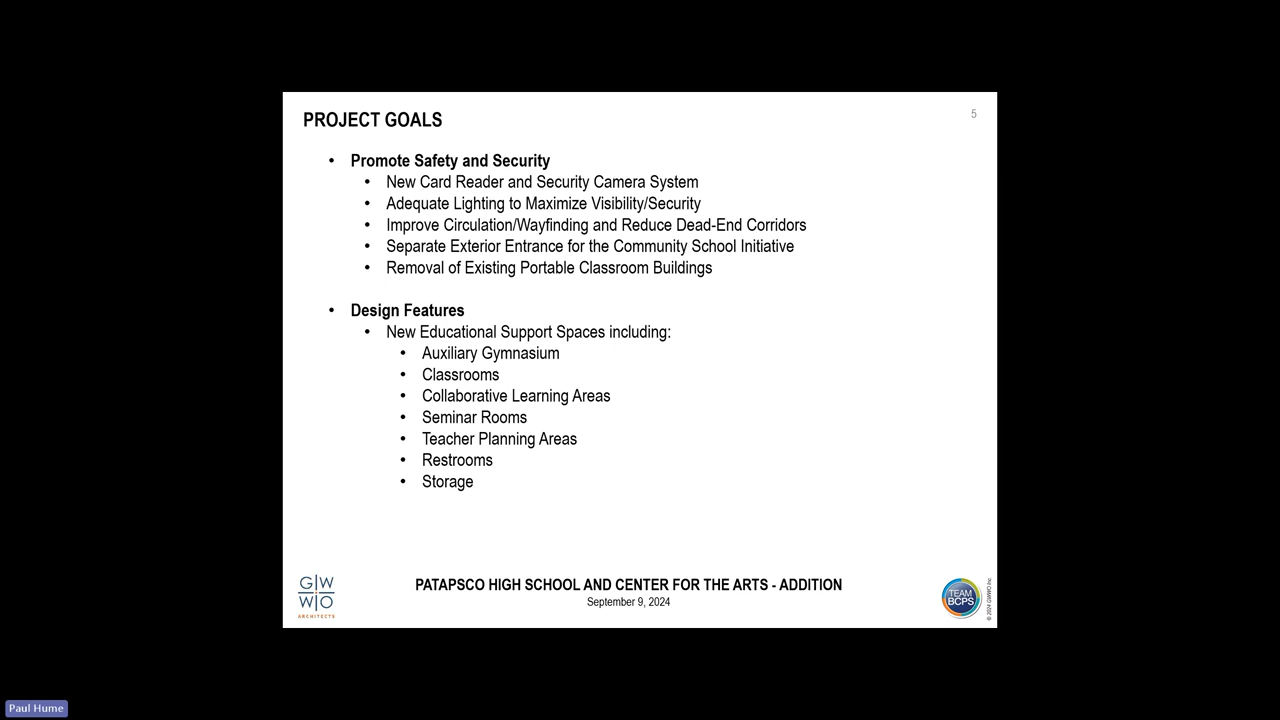 PROJECT GOALS
5
• Promote Safety and Security
• New Card Reader and Security Camera System
• Adequate Lighting to Maximize Visibility/Security
• Improve Circulation/Wayfinding and Reduce Dead-End Corridors
• Separate Exterior Entrance for the Community School Initiative
• Removal of Existing Portable Classroom Buildings
• Design Features
• New Educational Support Spaces including:
• Auxiliary Gymnasium
• Classrooms
• Collaborative Learning Areas
• Seminar Rooms
• Teacher Planning Areas
• Restrooms
• Storage
GW
WO
ARCHITECTS
PATAPSCO HIGH SCHOOL AND CENTER FOR THE ARTS - ADDITION
September 9, 2024
TEAM
BCPS
© 2024 GWWO Inc.
Paul Hume